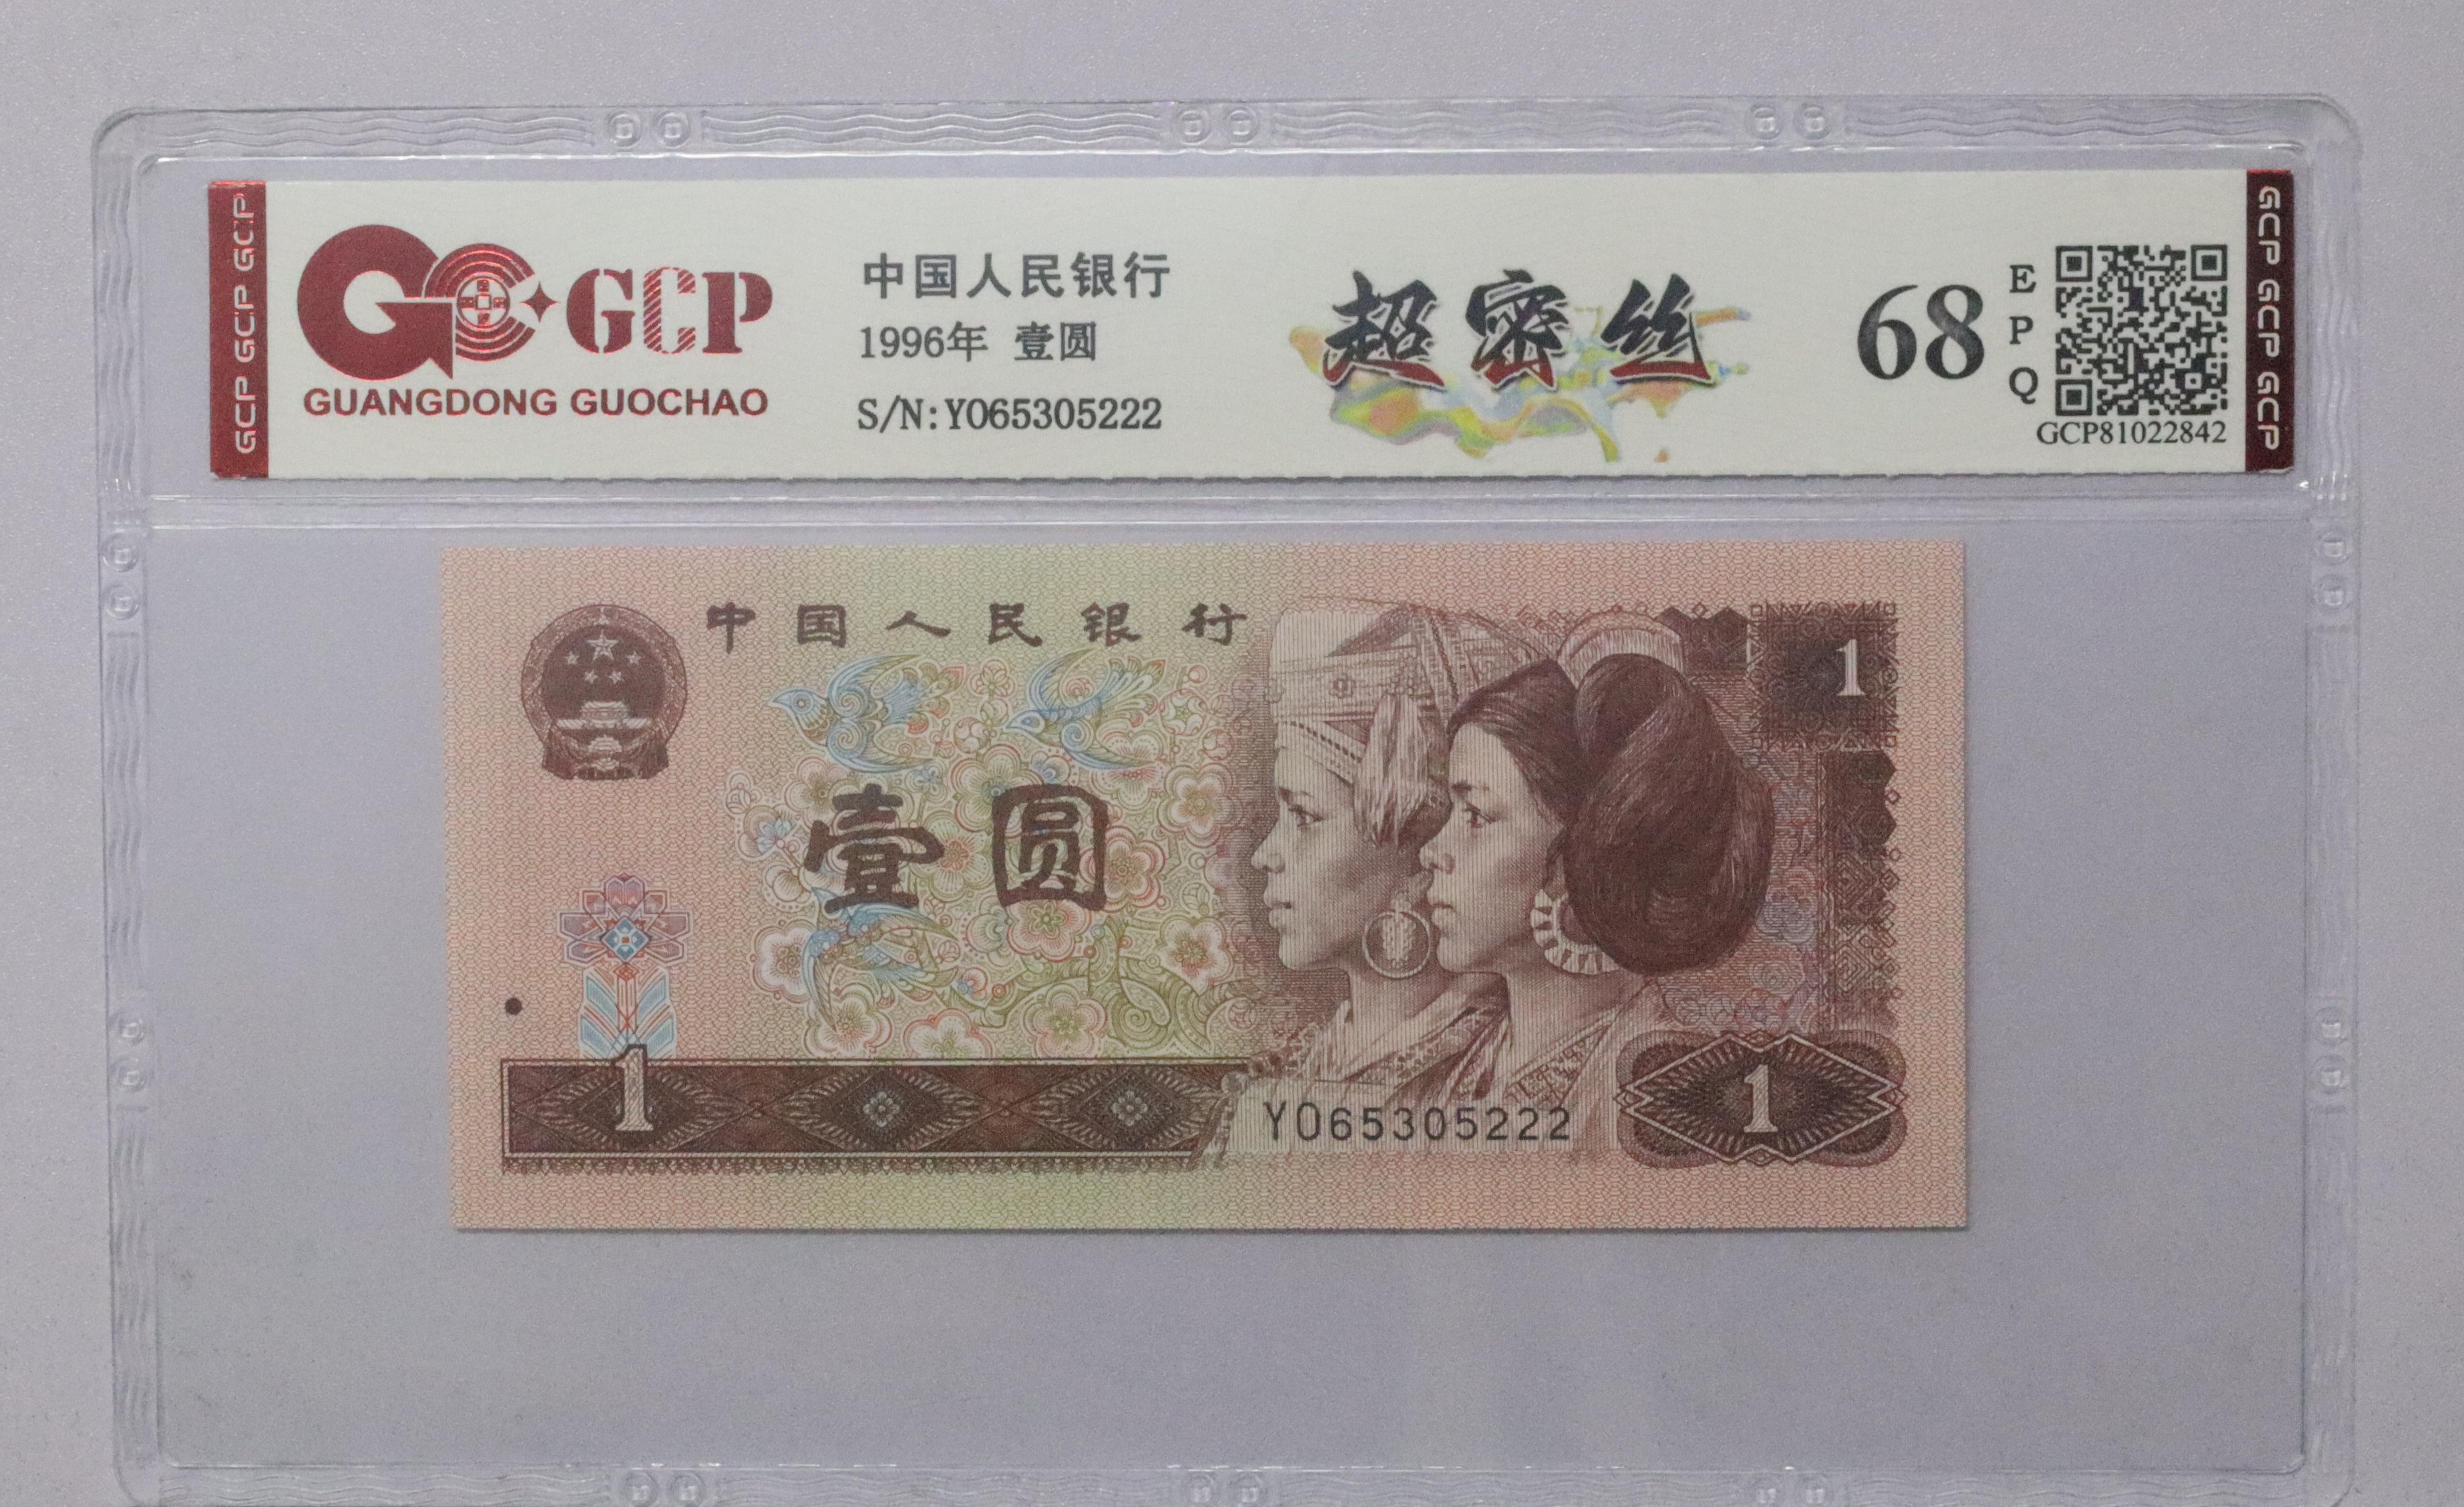 GCP GCP GCP
GCP
GUANGDONG GUOCHAO
中国人民银行
1996年 壹圆
S/N:YO65305222
超密丝
68
E
P
Q
GCP81022842
GCP GCP GCP
中国人民银行
1
壹圆
1
YO65305222
1